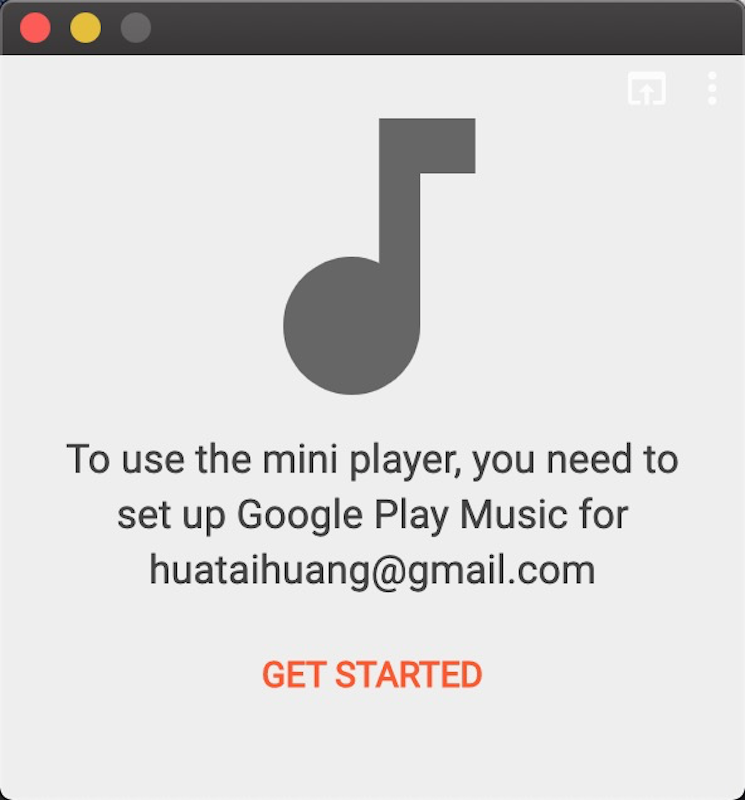 To use the mini player, you need to
set up Google Play Music for
huataihuang@gmail.com
GET STARTED